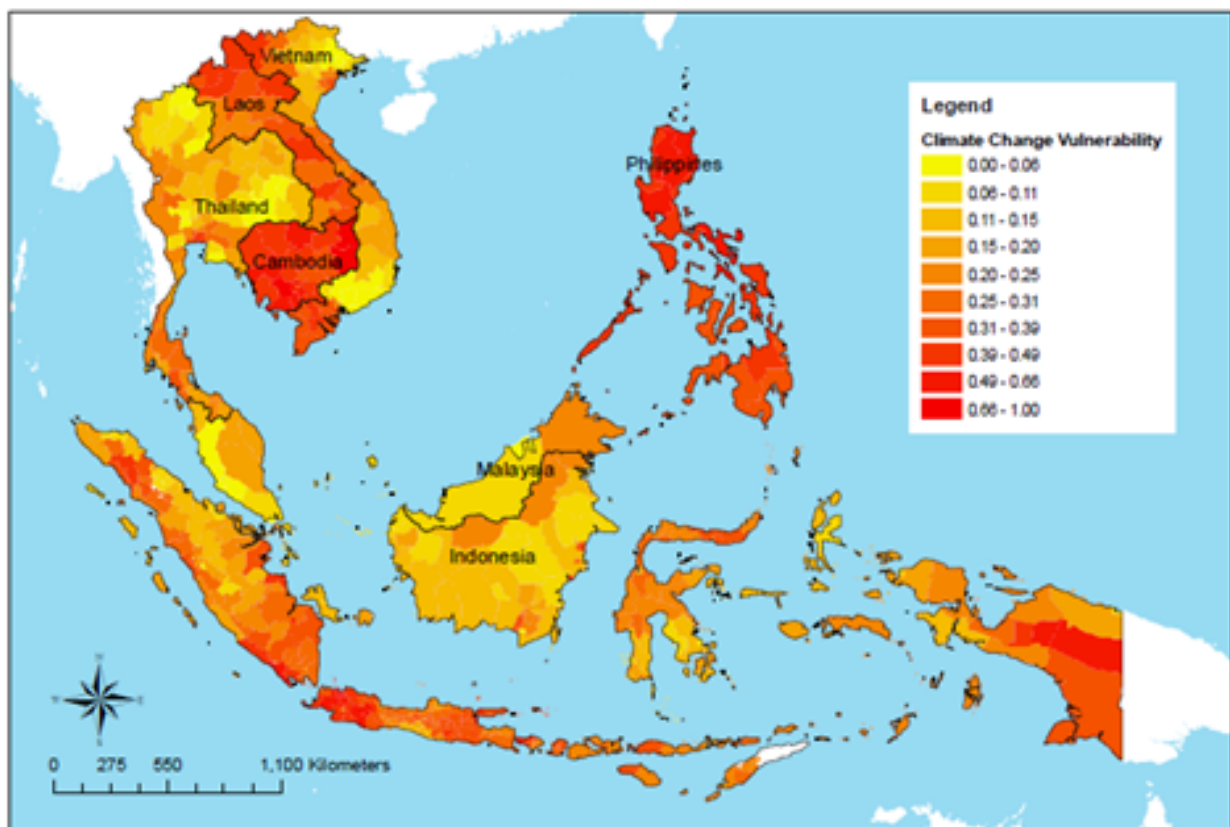 Vietnam
Laos
Thailand
Cambodia
Philippines
Malaysia
Indonesia
Legend
Climate Change Vulnerability
0.00 - 0.06
0.06 - 0.11
0.11 - 0.15
0.15 - 0.20
0.20 - 0.25
0.25 - 0.31
0.31 - 0.39
0.39 - 0.49
0.49 - 0.66
0.66 - 1.00
0 275 550 1,100 Kilometers